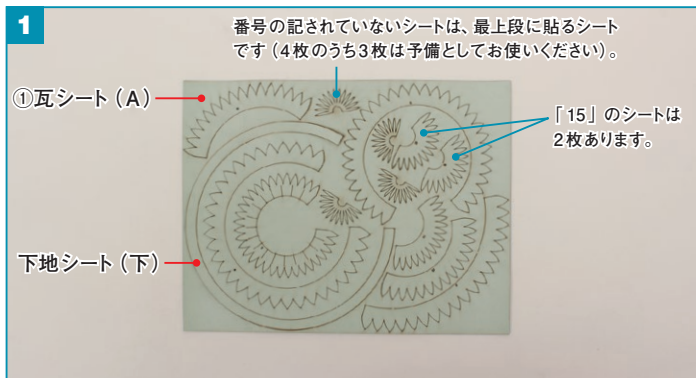 1
番号の記されていないシートは、最上段に貼るシート
です（4枚のうち3枚は予備としてお使いください）。
①瓦シート（A）
「15」のシートは
2枚あります。
下地シート（下）